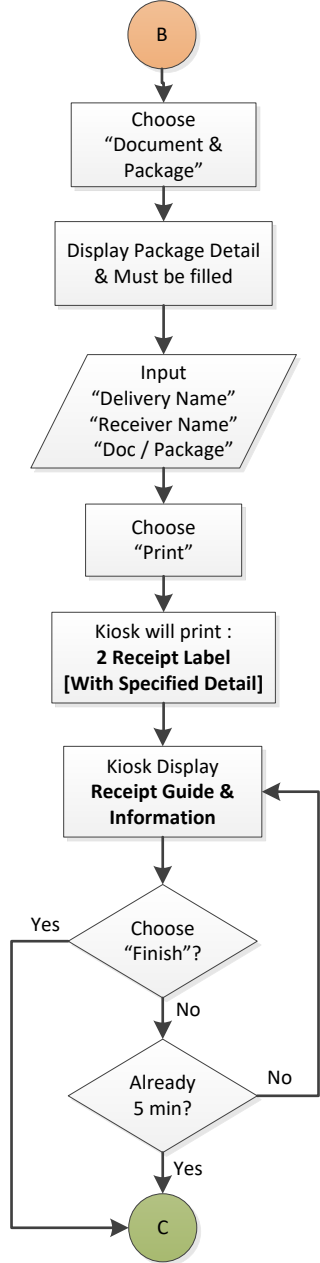 B
Choose
“Document &
Package”
Display Package Detail
& Must be filled
Input
“Delivery Name”
“Receiver Name”
“Doc / Package”
Choose
“Print”
Kiosk will print :
2 Receipt Label
[With Specified Detail]
Kiosk Display
Receipt Guide &
Information
Yes
Choose
“Finish”?
No
Already
5 min?
No
Yes
C